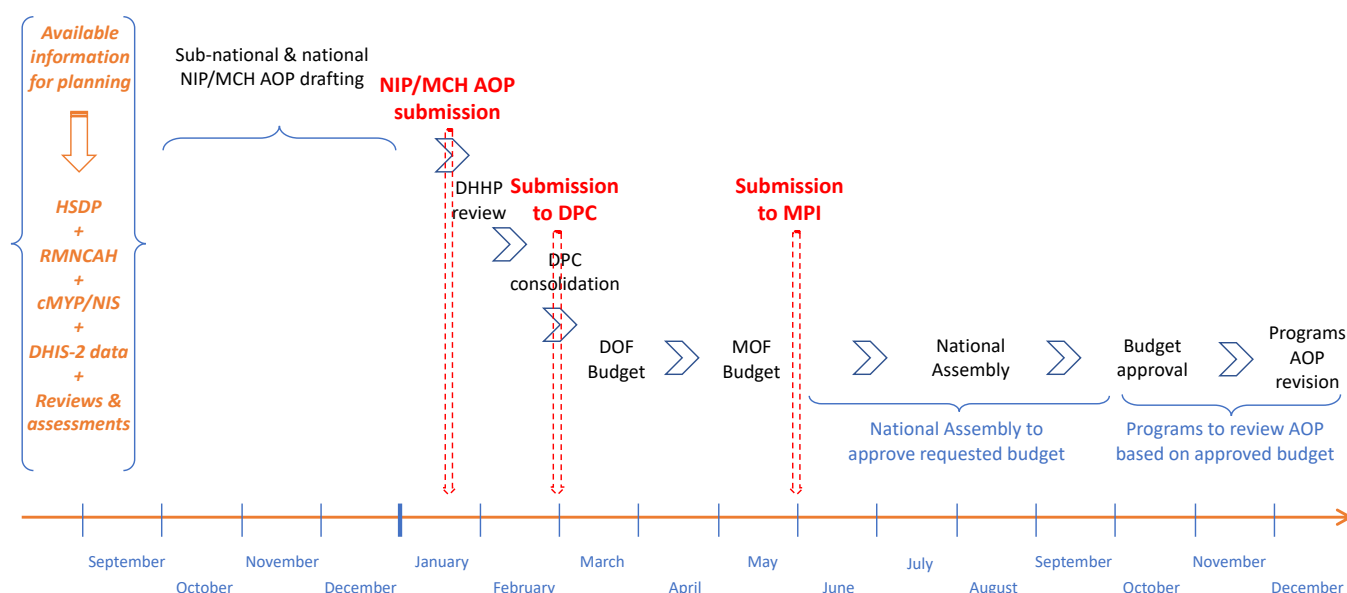 Available
information
for planning
HSDP
+
RMNCAH
+
cMYP/NIS
+
DHIS-2 data
+
Reviews &
assessments
Sub-national & national
NIP/MCH AOP drafting
NIP/MCH AOP
submission
DHHP
review
Submission
to DPC
DPC
consolidation
DOF
Budget
Submission
to MPI
MOF
Budget
National
Assembly
Budget
approval
Programs
AOP
revision
National Assembly to
approve requested budget
Programs to review AOP
based on approved budget
September
October
November
December
January
February
March
April
May
June
July
August
September
October
November
December